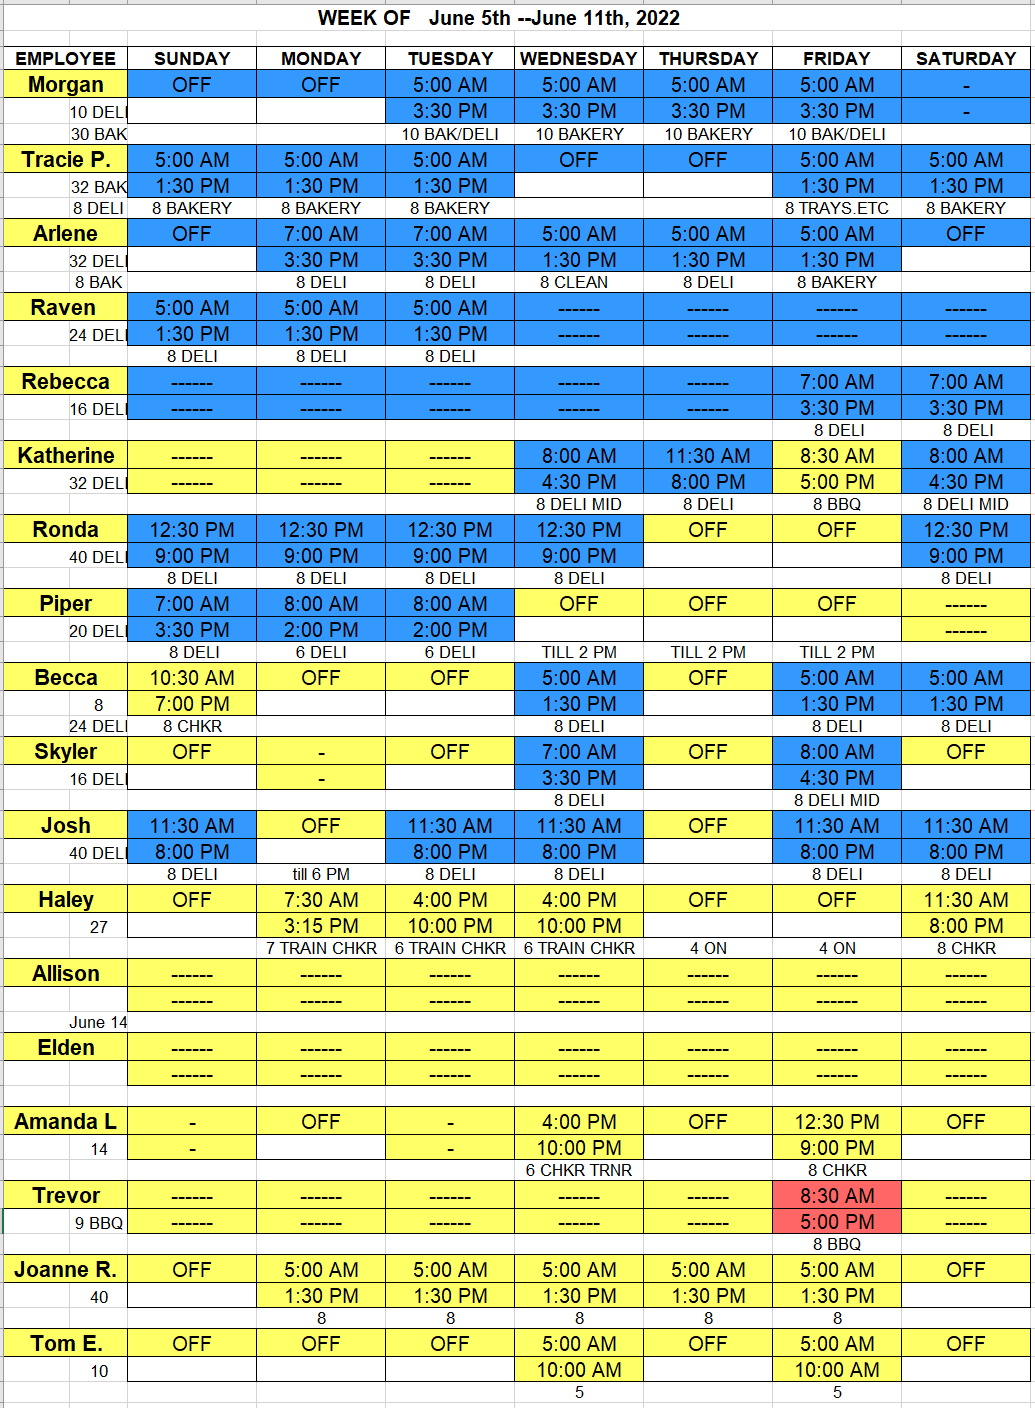 WEEK OF June 5th --June 11th, 2022
EMPLOYEE SUNDAY MONDAY TUESDAY WEDNESDAY THURSDAY FRIDAY SATURDAY
Morgan OFF OFF 5:00 AM 5:00 AM 5:00 AM 5:00 AM -
10 DELI 3:30 PM 3:30 PM 3:30 PM 3:30 PM -
30 BAK 10 BAK/DELI 10 BAKERY 10 BAKERY 10 BAK/DELI
Tracie P. 5:00 AM 5:00 AM 5:00 AM OFF OFF 5:00 AM 5:00 AM
32 BAK 1:30 PM 1:30 PM 1:30 PM 1:30 PM 1:30 PM
8 DELI 8 BAKERY 8 BAKERY 8 BAKERY 8 TRAYS.ETC 8 BAKERY
Arlene OFF 7:00 AM 7:00 AM 5:00 AM 5:00 AM 5:00 AM OFF
32 DELI 3:30 PM 3:30 PM 1:30 PM 1:30 PM 1:30 PM
8 BAK 8 DELI 8 DELI 8 CLEAN 8 DELI 8 BAKERY
Raven 5:00 AM 5:00 AM 5:00 AM ------ ------ ------ ------
24 DELI 1:30 PM 1:30 PM 1:30 PM ------ ------ ------ ------
8 DELI 8 DELI 8 DELI
Rebecca ------ ------ ------ ------ ------ 7:00 AM 7:00 AM
16 DELI ------ ------ ------ ------ ------ 3:30 PM 3:30 PM
8 DELI 8 DELI
Katherine ------ ------ ------ 8:00 AM 11:30 AM 8:30 AM 8:00 AM
32 DELI ------ ------ ------ 4:30 PM 8:00 PM 5:00 PM 4:30 PM
8 DELI MID 8 DELI 8 BBQ 8 DELI MID
Ronda 12:30 PM 12:30 PM 12:30 PM 12:30 PM OFF OFF 12:30 PM
40 DELI 9:00 PM 9:00 PM 9:00 PM 9:00 PM 9:00 PM
8 DELI 8 DELI 8 DELI 8 DELI 8 DELI
Piper 7:00 AM 8:00 AM 8:00 AM OFF OFF OFF ------
20 DELI 3:30 PM 2:00 PM 2:00 PM ------
8 DELI 6 DELI 6 DELI TILL 2 PM TILL 2 PM TILL 2 PM
Becca 10:30 AM OFF OFF 5:00 AM OFF 5:00 AM 5:00 AM
8 7:00 PM 1:30 PM 1:30 PM 1:30 PM
24 DELI 8 CHKR 8 DELI 8 DELI 8 DELI
Skyler OFF - OFF 7:00 AM OFF 8:00 AM OFF
16 DELI - 3:30 PM 4:30 PM
8 DELI 8 DELI MID
Josh 11:30 AM OFF 11:30 AM 11:30 AM OFF 11:30 AM 11:30 AM
40 DELI 8:00 PM 8:00 PM 8:00 PM 8:00 PM 8:00 PM
8 DELI till 6 PM 8 DELI 8 DELI 8 DELI 8 DELI
Haley OFF 7:30 AM 4:00 PM 4:00 PM OFF OFF 11:30 AM
27 3:15 PM 10:00 PM 10:00 PM 8:00 PM
7 TRAIN CHKR 6 TRAIN CHKR 6 TRAIN CHKR 4 ON 4 ON 8 CHKR
Allison ------ ------ ------ ------ ------ ------ ------
------ ------ ------ ------ ------ ------ ------
June 14
Elden ------ ------ ------ ------ ------ ------ ------
------ ------ ------ ------ ------ ------ ------
Amanda L - OFF - 4:00 PM OFF 12:30 PM OFF
14 - - 10:00 PM 9:00 PM
6 CHKR TRNR 8 CHKR
Trevor ------ ------ ------ ------ ------ 8:30 AM ------
9 BBQ ------ ------ ------ ------ ------ 5:00 PM ------
8 BBQ
Joanne R. OFF 5:00 AM 5:00 AM 5:00 AM 5:00 AM 5:00 AM OFF
40 1:30 PM 1:30 PM 1:30 PM 1:30 PM 1:30 PM
8 8 8 8 8
Tom E. OFF OFF OFF 5:00 AM OFF 5:00 AM OFF
10 10:00 AM 10:00 AM
5 5